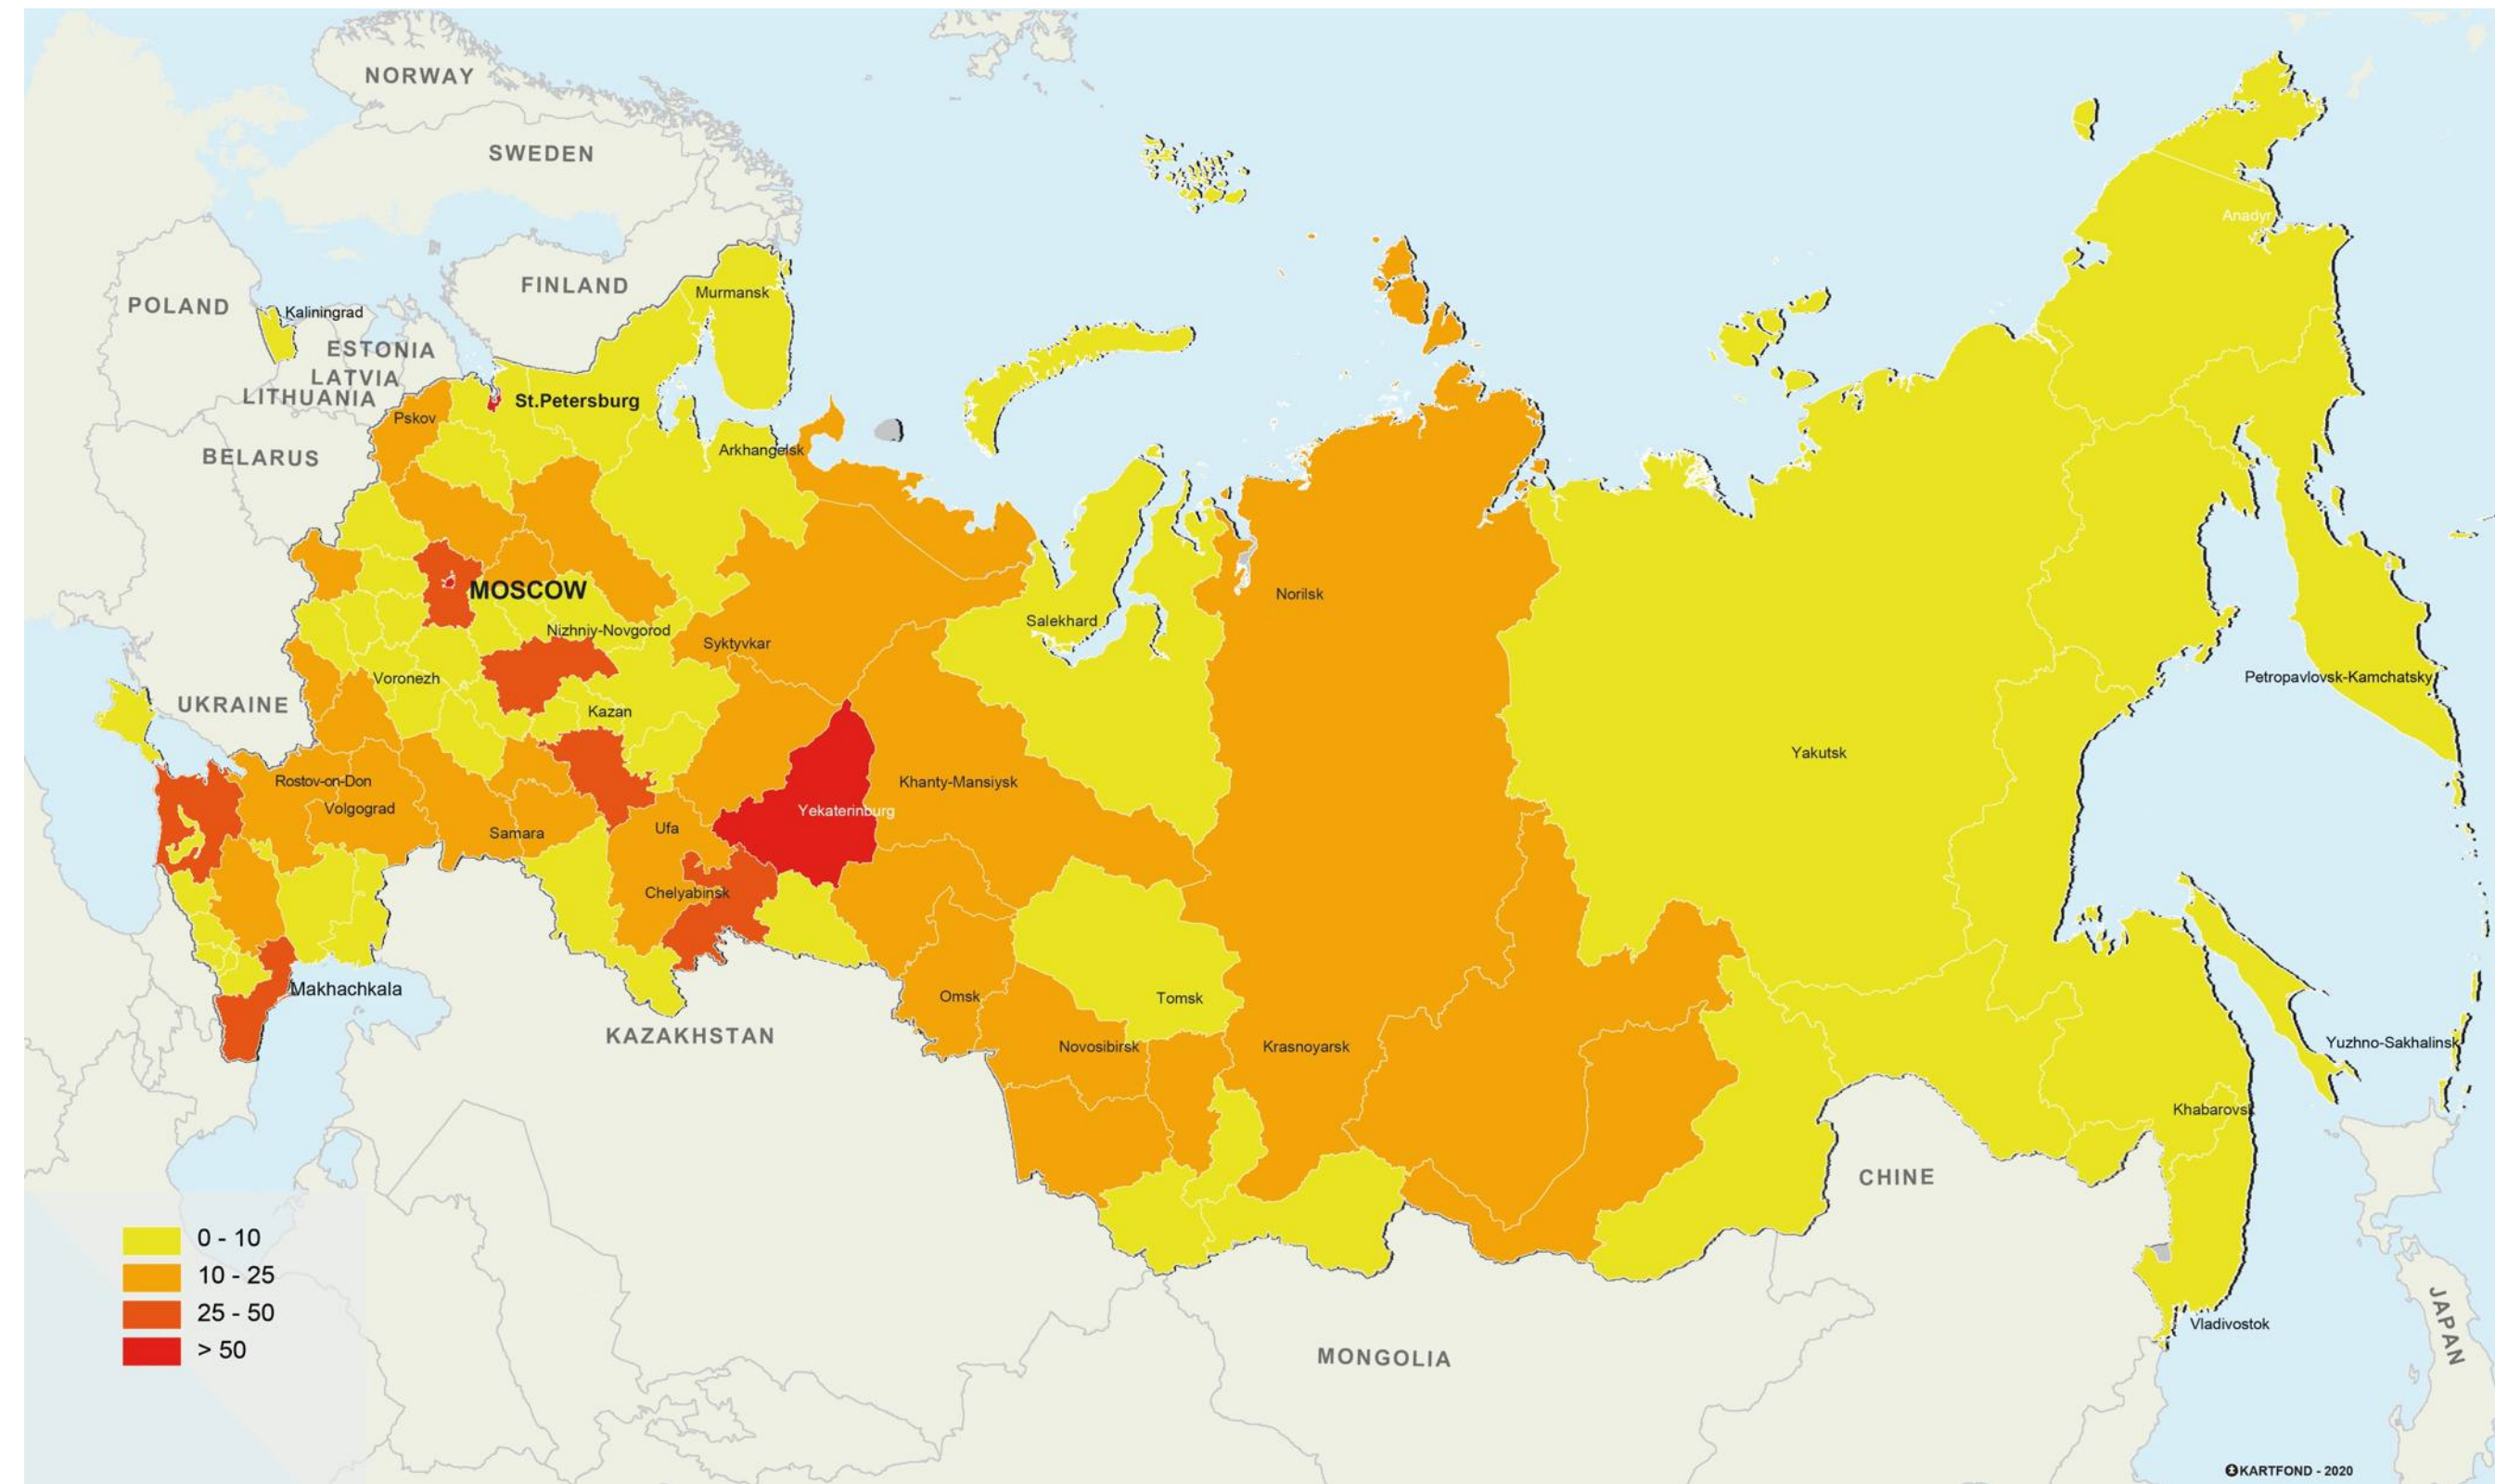 NORWAY
SWEDEN
FINLAND
POLAND
Kaliningrad
ESTONIA
LATVIA
LITHUANIA
BELARUS
UKRAINE
Murmansk
St.Petersburg
Pskov
Arkhangelsk
MOSCOW
Nizhniy-Novgorod
Voronezh
Kazan
Syktyvkar
Salekhard
Norilsk
Anadyr
Petropavlovsk-Kamchatsky
Yakutsk
Rostov-on-Don
Volgograd
Samara
Ufa
Yekaterinburg
Khanty-Mansiysk
Chelyabinsk
Makhachkala
KAZAKHSTAN
Omsk
Tomsk
Novosibirsk
Krasnoyarsk
Yuzhno-Sakhalinsk
Khabarovsk
CHINE
Vladivostok
MONGOLIA
JAPAN
0 - 10
10 - 25
25 - 50
> 50
KARTFOND - 2020